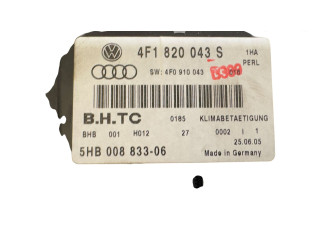 4F1 820 043 S
1HA
PERL
SW: 4F0 910 043
B.H.TC
0185 KLIMABETAETIGUNG
BHB 001 H012 27 0002 I 1
25.06.05
5HB 008 833-06 Made in Germany